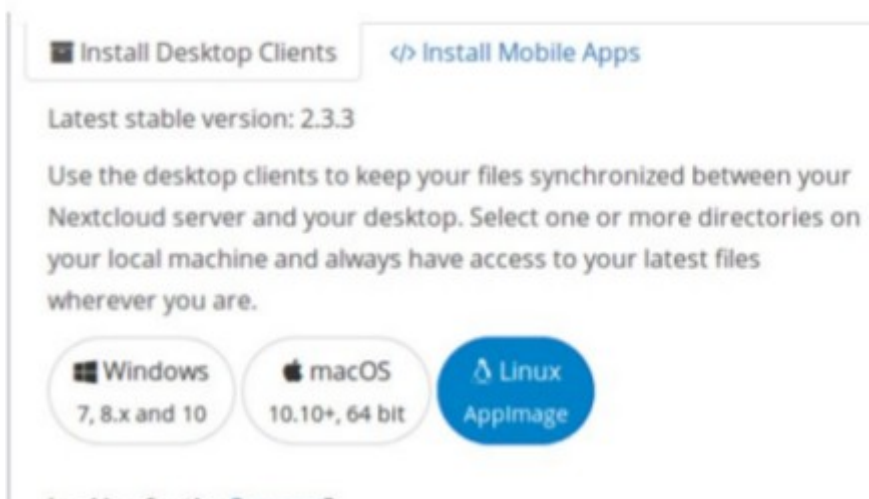 Install Desktop Clients
</> Install Mobile Apps
Latest stable version: 2.3.3
Use the desktop clients to keep your files synchronized between your
Nextcloud server and your desktop. Select one or more directories on
your local machine and always have access to your latest files
wherever you are.
Windows
7, 8.x and 10
macOS
10.10+, 64 bit
Linux
AppImage